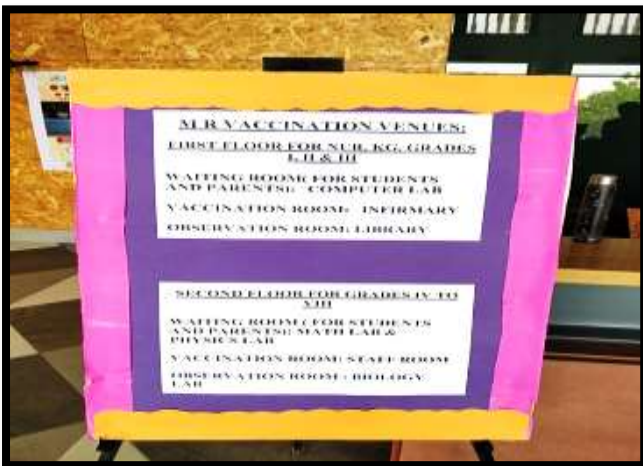 M R VACCINATION VENUES:
FIRST FLOOR FOR NUR, KG, GRADES
I, II & III
WAITING ROOM( FOR STUDENTS
AND PARENTS): COMPUTER LAB
VACCINATION ROOM: INFIRMARY
OBSERVATION ROOM: LIBRARY
SECOND FLOOR FOR GRADES IV TO
VIII
WAITING ROOM ( FOR STUDENTS
AND PARENTS): MATH LAB &
PHYSICS LAB
VACCINATION ROOM: STAFF ROOM
OBSERVATION ROOM : BIOLOGY
LAB